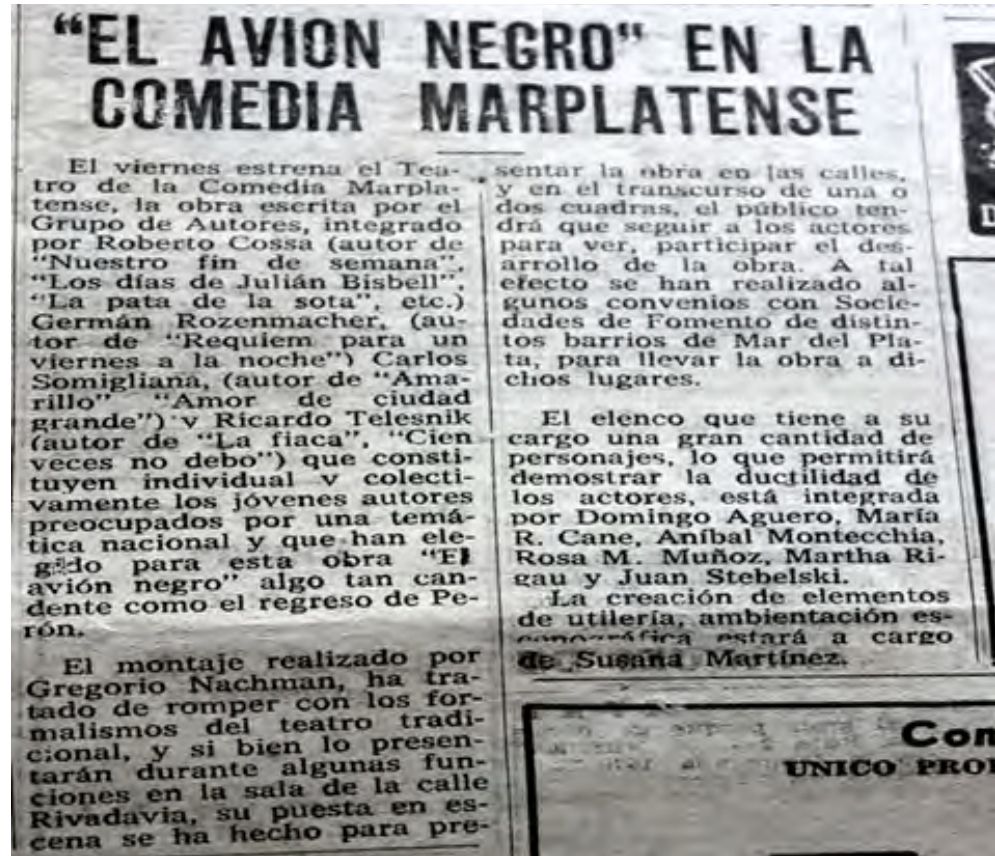 “EL AVION NEGRO” EN LA
COMEDIA MARPLATENSE
El viernes estrena el Tea-
tro de la Comedia Marpla-
tense, la obra escrita por el
Grupo de Autores, integrado
por Roberto Cossa (autor de
“Nuestro fin de semana”,
“Los días de Julián Bisbell”,
“La pata de la sota”, etc.)
Germán Rozenmacher, (au-
tor de “Requiem para un
viernes a la noche”) Carlos
Somigliana, (autor de “Ama-
rillo” “Amor de ciudad
grande”) y Ricardo Telesnik
(autor de “La fiaca”, “Cien
veces no debo”) que consti-
tuyen individual y colecti-
vamente los jóvenes autores
preocupados por una temá-
tica nacional y que han ele-
gido para esta obra “El
avión negro” algo tan can-
dente como el regreso de Pe-
rón.
El montaje realizado por
Gregorio Nachman, ha tra-
tado de romper con los for-
malismos del teatro tradi-
cional, y si bien lo presen-
tarán durante algunas fun-
ciones en la sala de la calle
Rivadavia, su puesta en es-
cena se ha hecho para pre-
sentar la obra en las calles,
y en el transcurso de una o
dos cuadras, el público ten-
drá que seguir a los actores
para ver, participar el des-
arrollo de la obra. A tal
efecto se han realizado al-
gunos convenios con Socie-
dades de Fomento de distin-
tos barrios de Mar del Pla-
ta, para llevar la obra a di-
chos lugares.
El elenco que tiene a su
cargo una gran cantidad de
personajes, lo que permitirá
demostrar la ductilidad de
los actores, está integrada
por Domingo Aguero, María
R. Cane, Aníbal Montecchia,
Rosa M. Muñoz, Martha Ri-
gau y Juan Stebelski.
La creación de elementos
de utilería, ambientación es-
cenográfica estará a cargo
de Susana Martínez.
Con
UNICO PROI